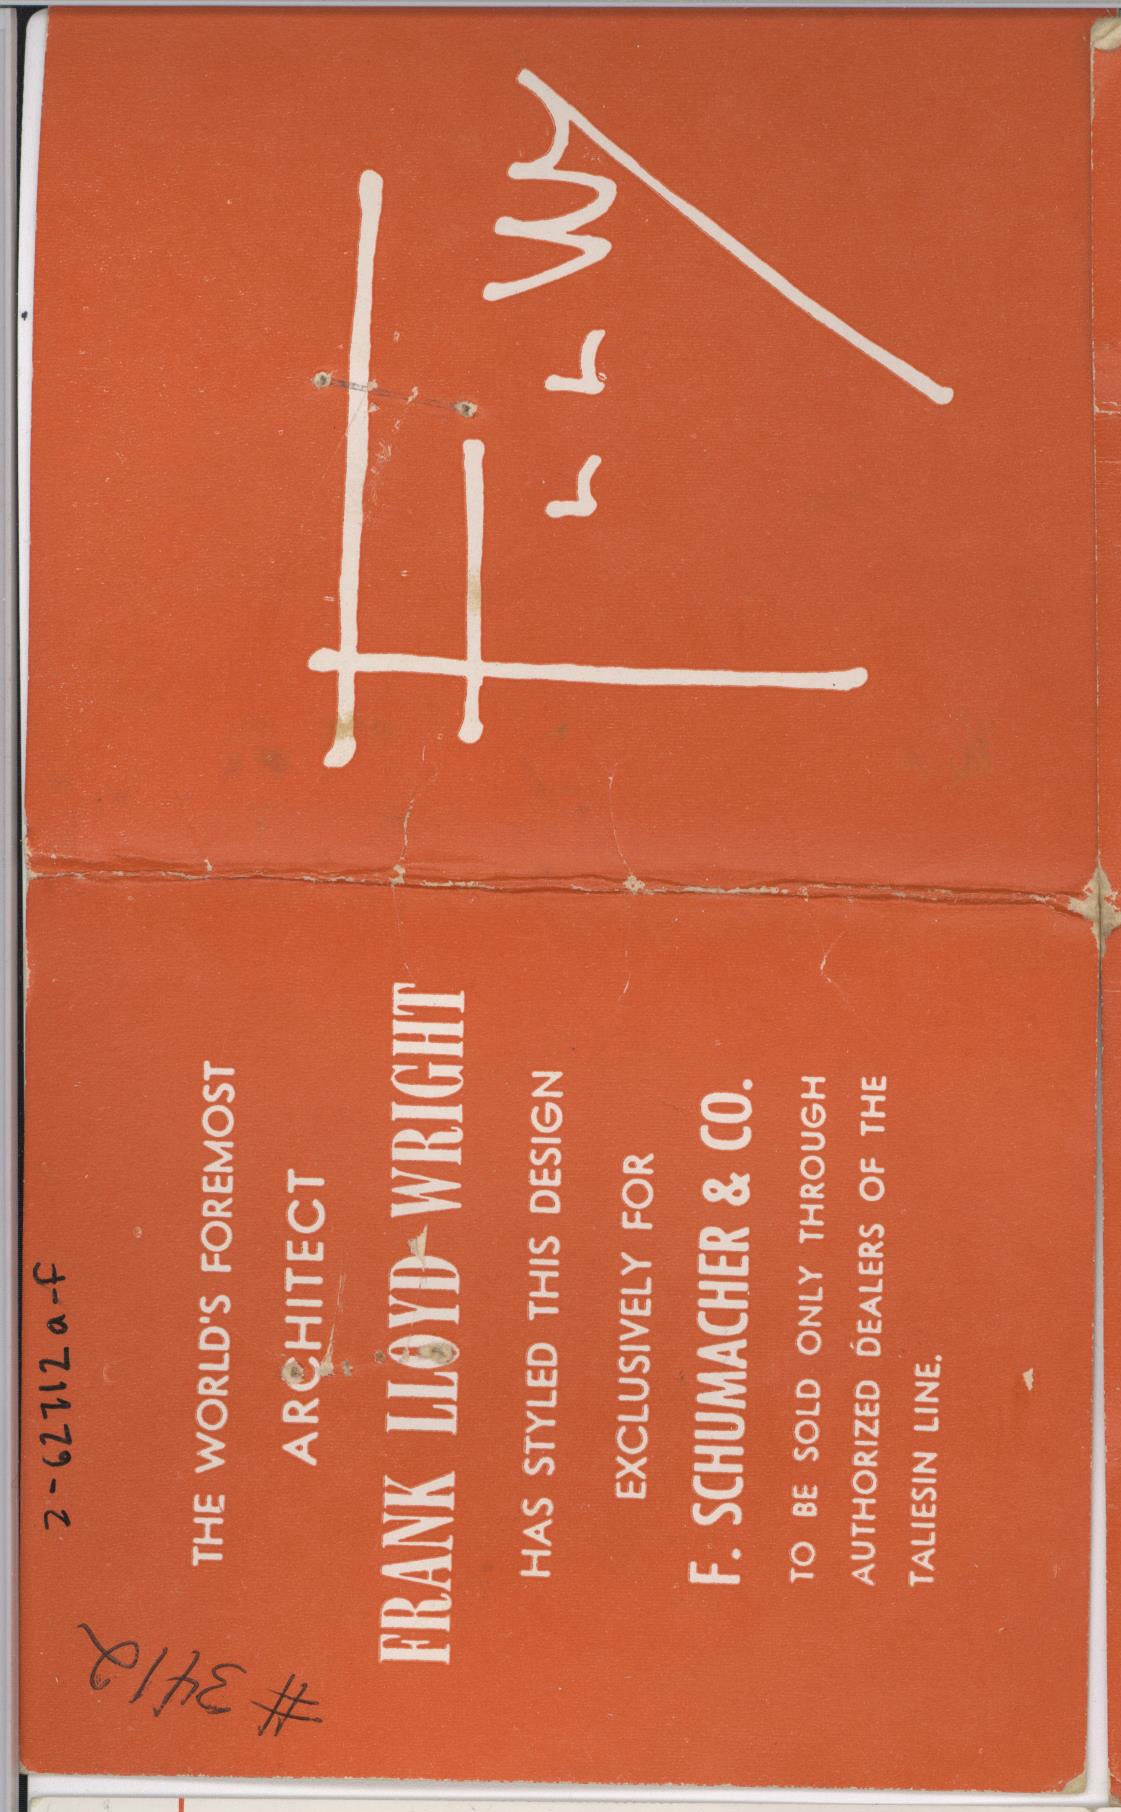 2-62712a-f
#3412
THE WORLD'S FOREMOST
ARCHITECT
FRANK LLOYD WRIGHT
HAS STYLED THIS DESIGN
EXCLUSIVELY FOR
F. SCHUMACHER & CO.
TO BE SOLD ONLY THROUGH
AUTHORIZED DEALERS OF THE
TALIESIN LINE.
F L L W